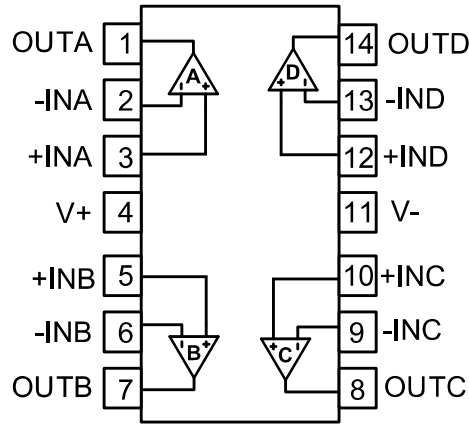 OUTA 1 14 OUTD
A D
-INA 2 - + + - 13 -IND
+INA 3 12 +IND
V+ 4 11 V-
+INB 5 10 +INC
-INB 6 - + + - 9 -INC
B C
OUTB 7 8 OUTC